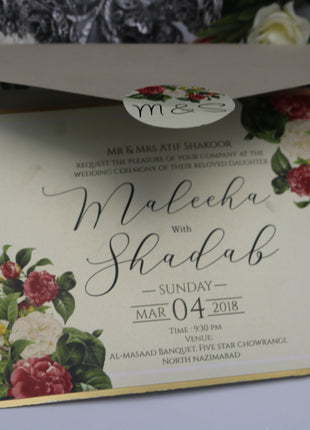 M & S
Mr & Mrs Atif Shakoor
request the pleasure of your company at the
wedding ceremony of their beloved daughter
Maleeha
With
Shadab
SUNDAY
MAR 04 2018
Time : 9:30 pm
Venue:
Al-Masaad Banquet, Five Star Chowrangi,
North Nazimabad